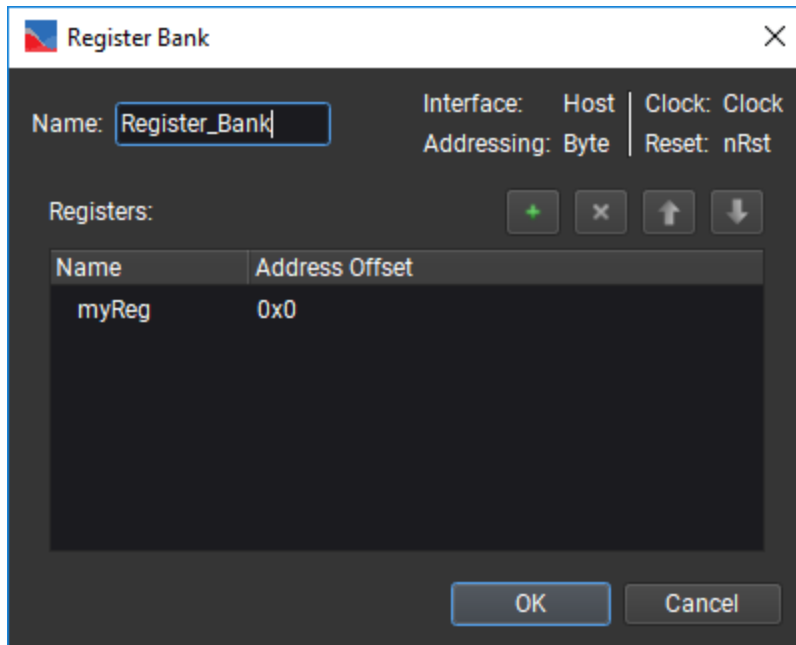 Register Bank
Name: Register_Bank
Interface: Host Clock: Clock
Addressing: Byte Reset: nRst
Registers:
Name Address Offset
myReg 0x0
OK Cancel